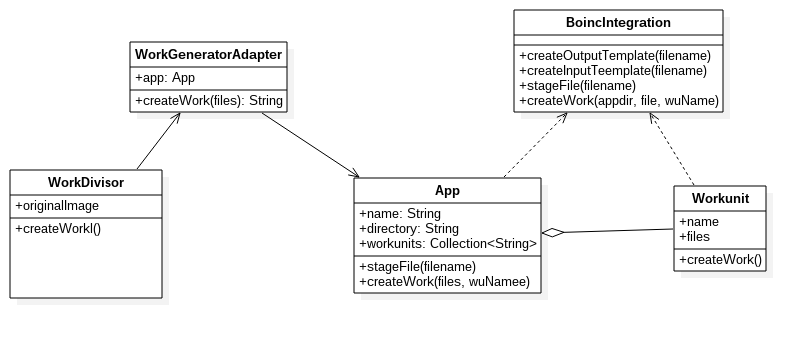 BoincIntegration
+createOutputTemplate(filename)
+createInputTeemplate(filename)
+stageFile(filename)
+createWork(appdir, file, wuName)
WorkGeneratorAdapter
+app: App
+createWork(files): String
WorkDivisor
+originalImage
+createWorkl()
App
+name: String
+directory: String
+workunits: Collection<String>
+stageFile(filename)
+createWork(files, wuNamee)
Workunit
+name
+files
+createWork()